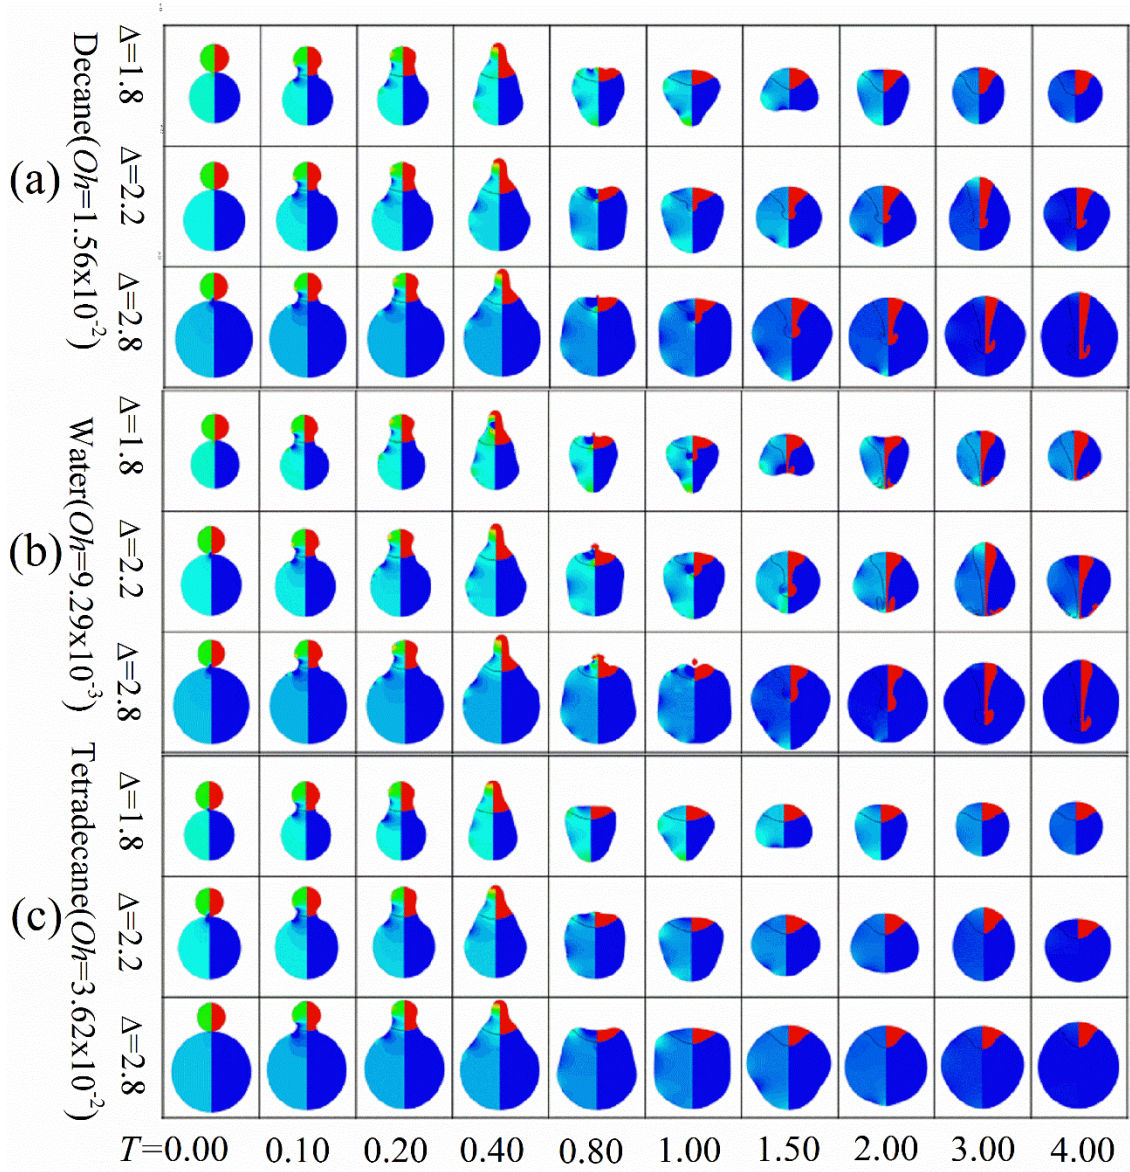 (a)
Decane(Oh=1.56x10⁻²)
Δ=1.8
Δ=2.2
Δ=2.8
(b)
Water(Oh=9.29x10⁻³)
Δ=1.8
Δ=2.2
Δ=2.8
(c)
Tetradecane(Oh=3.62x10⁻²)
Δ=1.8
Δ=2.2
Δ=2.8
T=0.00 0.10 0.20 0.40 0.80 1.00 1.50 2.00 3.00 4.00